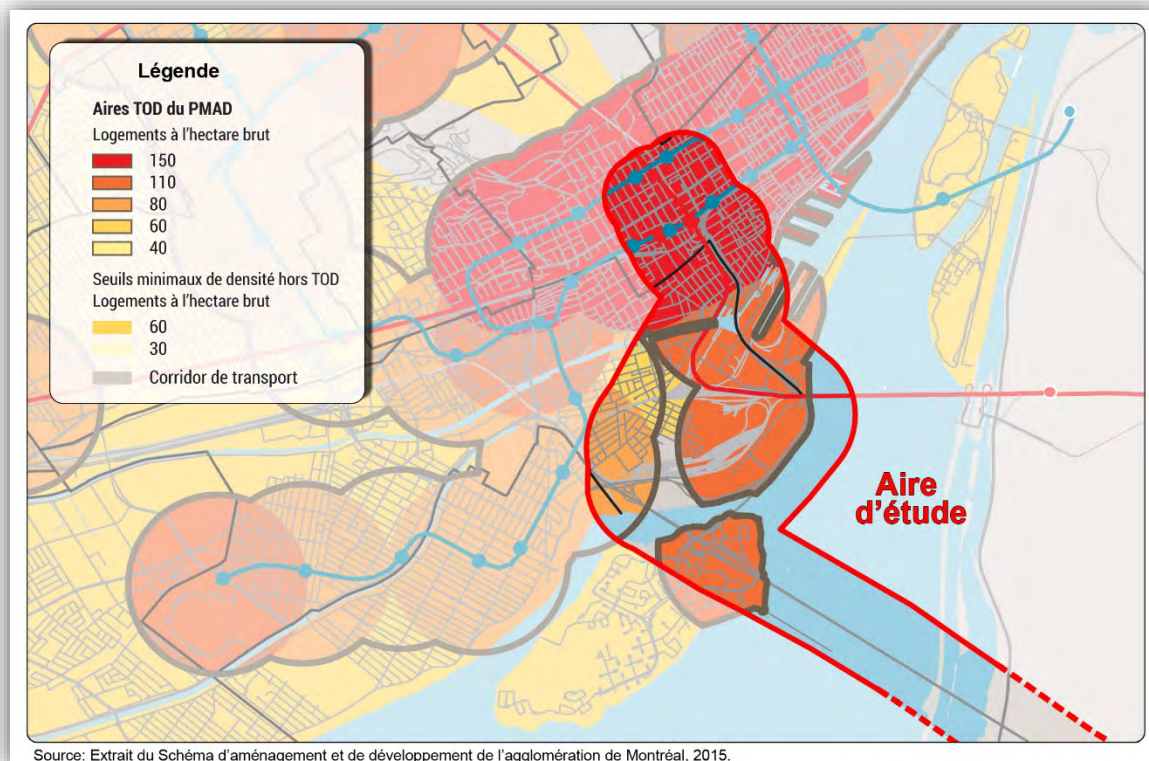 Légende
Aires TOD du PMAD
Logements à l'hectare brut
150
110
80
60
40
Seuils minimaux de densité hors TOD
Logements à l'hectare brut
60
30
Corridor de transport
Aire
d'étude
Source: Extrait du Schéma d'aménagement et de développement de l'agglomération de Montréal, 2015.